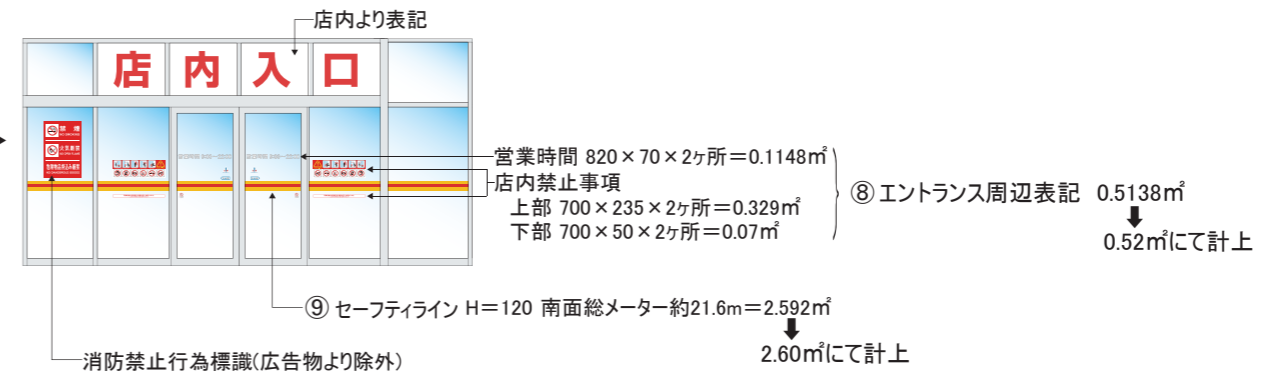 店内より表記
店内入口
禁煙
火気厳禁
営業時間 820×70×2ヶ所=0.1148㎡
店内禁止事項
上部 700×235×2ヶ所=0.329㎡
下部 700×50×2ヶ所=0.07㎡
⑧エントランス周辺表記 0.5138㎡
0.52㎡にて計上
⑨ セーフティライン H=120 南面総メーター約21.6m=2.592㎡
2.60㎡にて計上
消防禁止行為標識(広告物より除外)